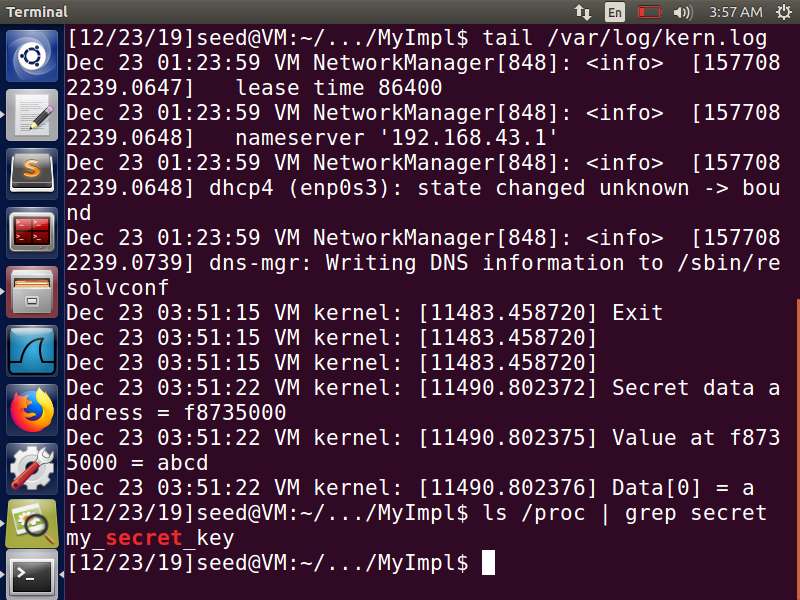 Terminal
En
3:57 AM
[12/23/19]seed@VM:~/.../MyImpl$ tail /var/log/kern.log
Dec 23 01:23:59 VM NetworkManager[848]: <info>  [157708
2239.0647]   lease time 86400
Dec 23 01:23:59 VM NetworkManager[848]: <info>  [157708
2239.0648]   nameserver '192.168.43.1'
Dec 23 01:23:59 VM NetworkManager[848]: <info>  [157708
2239.0648] dhcp4 (enp0s3): state changed unknown -> bou
nd
Dec 23 01:23:59 VM NetworkManager[848]: <info>  [157708
2239.0739] dns-mgr: Writing DNS information to /sbin/re
solvconf
Dec 23 03:51:15 VM kernel: [11483.458720] Exit
Dec 23 03:51:15 VM kernel: [11483.458720]
Dec 23 03:51:15 VM kernel: [11483.458720]
Dec 23 03:51:22 VM kernel: [11490.802372] Secret data a
ddress = f8735000
Dec 23 03:51:22 VM kernel: [11490.802375] Value at f873
5000 = abcd
Dec 23 03:51:22 VM kernel: [11490.802376] Data[0] = a
[12/23/19]seed@VM:~/.../MyImpl$ ls /proc | grep secret
my_secret_key
[12/23/19]seed@VM:~/.../MyImpl$